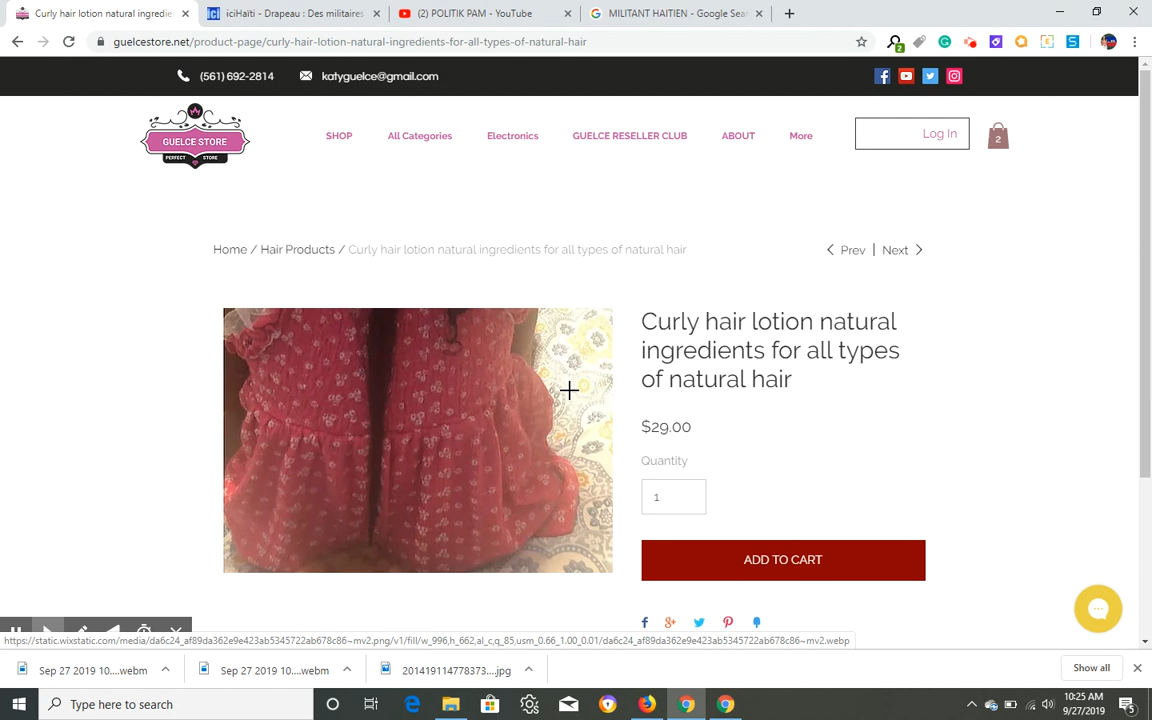 Curly hair lotion natural ingredie
iciHaïti - Drapeau : Des militaires
(2) POLITIK PAM - YouTube
MILITANT HAITIEN - Google Sear
guelcestore.net/product-page/curly-hair-lotion-natural-ingredients-for-all-types-of-natural-hair
2
(561) 692-2814
katyguelce@gmail.com
GUELCE STORE
PERFECT STORE
SHOP
All Categories
Electronics
GUELCE RESELLER CLUB
ABOUT
More
Log In
2
Home / Hair Products / Curly hair lotion natural ingredients for all types of natural hair
Prev | Next
Curly hair lotion natural
ingredients for all types
of natural hair
$29.00
Quantity
1
ADD TO CART
https://static.wixstatic.com/media/da6c24_af89da362e9e423ab5345722ab678c86~mv2.png/v1/fill/w_996,h_662,al_c,q_85,usm_0.66_1.00_0.01/da6c24_af89da362e9e423ab5345722ab678c86~mv2.webp
Sep 27 2019 10....webm
Sep 27 2019 10....webm
201419114778373....jpg
Show all
Type here to search
10:25 AM
9/27/2019
5